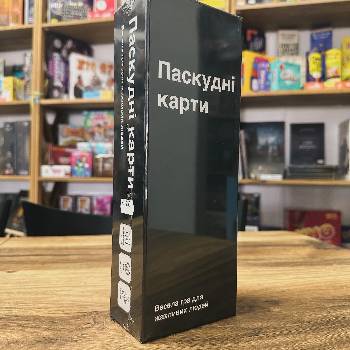 Паскудні
карти
Весела гра для
жахливих людей
Паскудні карти